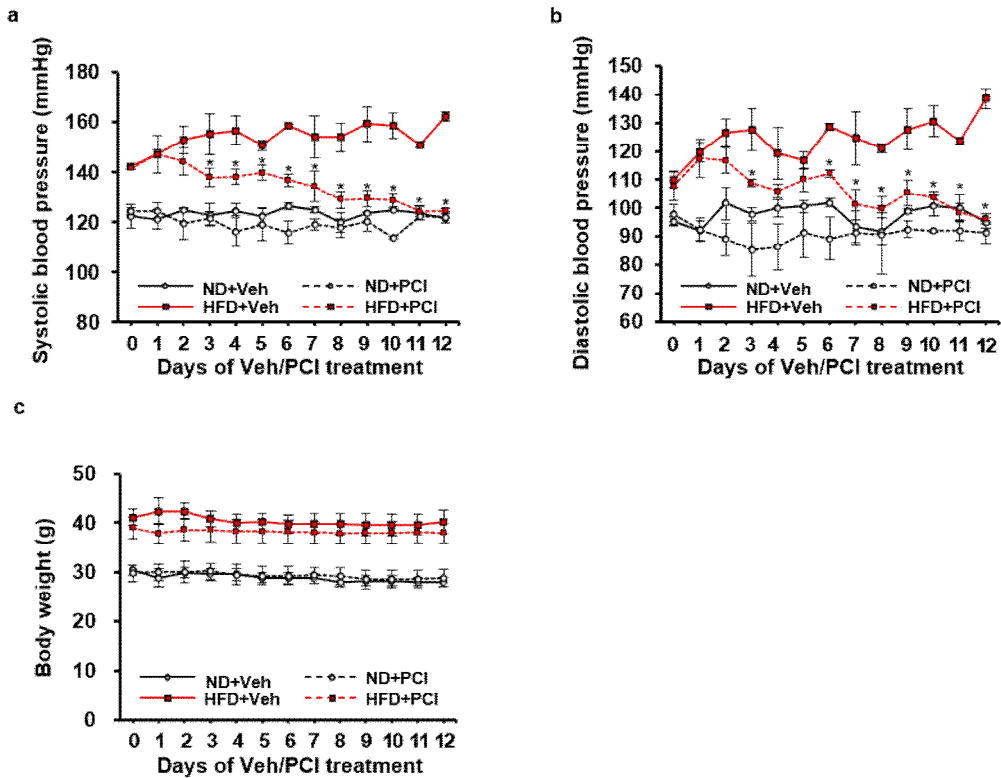 a
Systolic blood pressure (mmHg)
180
160
140
120
100
80
* * * * * * * * * *
ND+Veh
ND+PCI
HFD+Veh
HFD+PCI
0 1 2 3 4 5 6 7 8 9 10 11 12
Days of Veh/PCI treatment
b
Diastolic blood pressure (mmHg)
150
140
130
120
110
100
90
80
70
60
* * * * * * * *
ND+Veh
ND+PCI
HFD+Veh
HFD+PCI
0 1 2 3 4 5 6 7 8 9 10 11 12
Days of Veh/PCI treatment
c
Body weight (g)
50
40
30
20
10
0
ND+Veh
ND+PCI
HFD+Veh
HFD+PCI
0 1 2 3 4 5 6 7 8 9 10 11 12
Days of Veh/PCI treatment